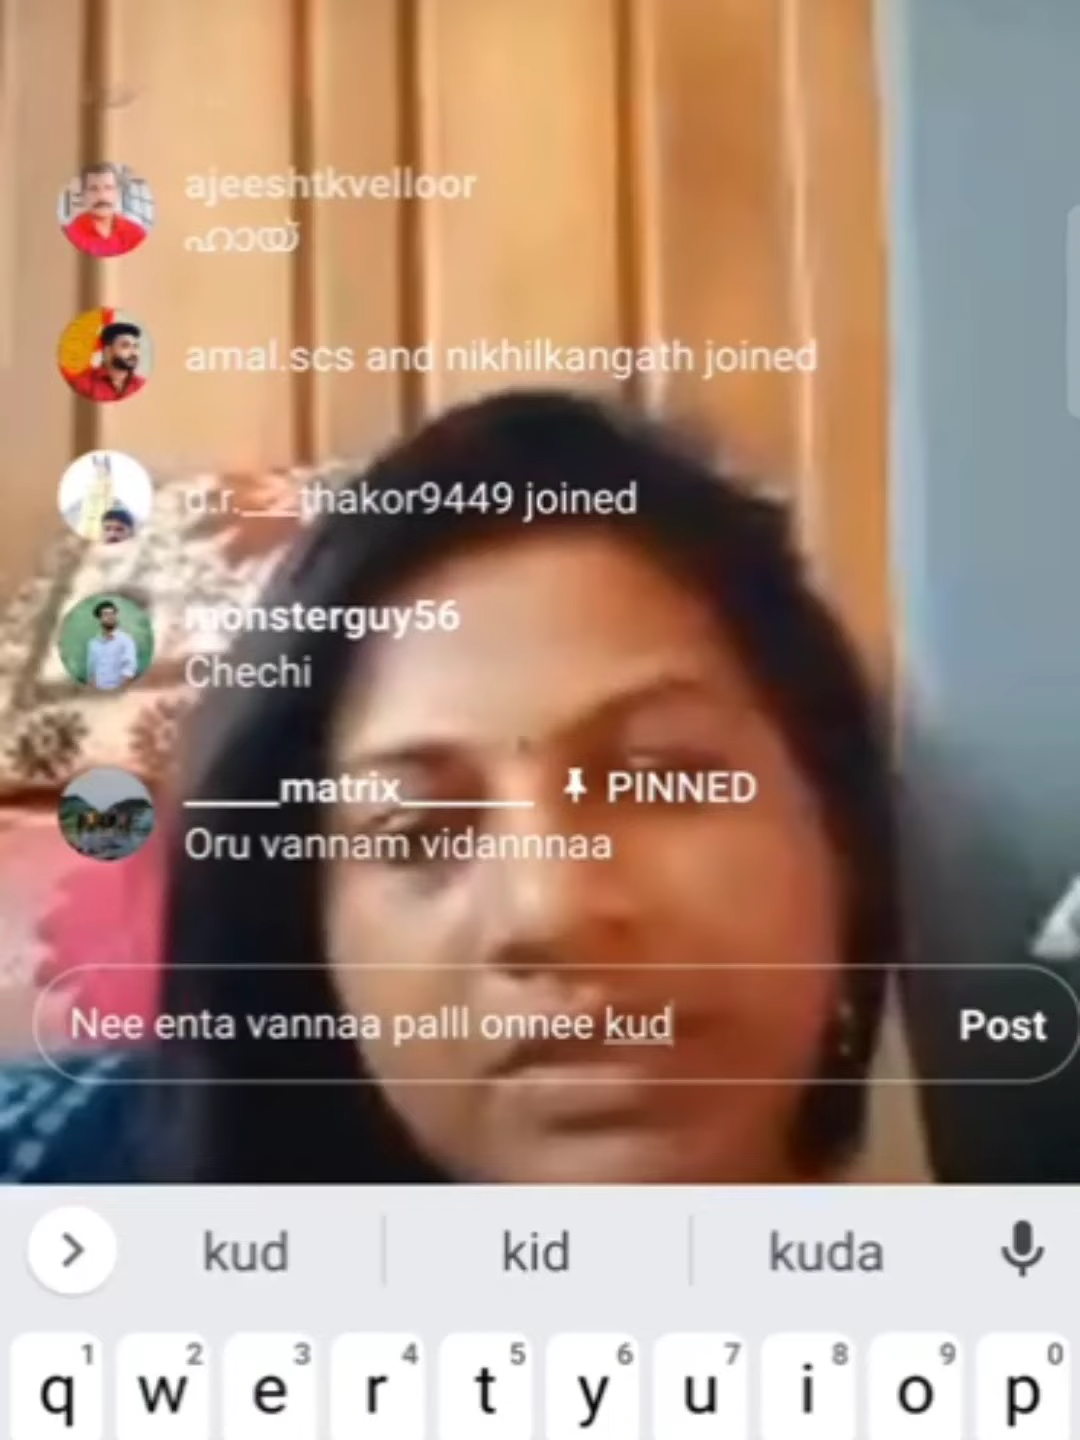 ajeeshtkvelloor
ഹായ്
amal.scs and nikhilkangath joined
d.r.___thakor9449 joined
monsterguy56
Chechi
_____matrix_______ PINNED
Oru vannam vidannnaa
Nee enta vannaa palll onnee kud Post
kud kid kuda
1 2 3 4 5 6 7 8 9 0
q w e r t y u i o p